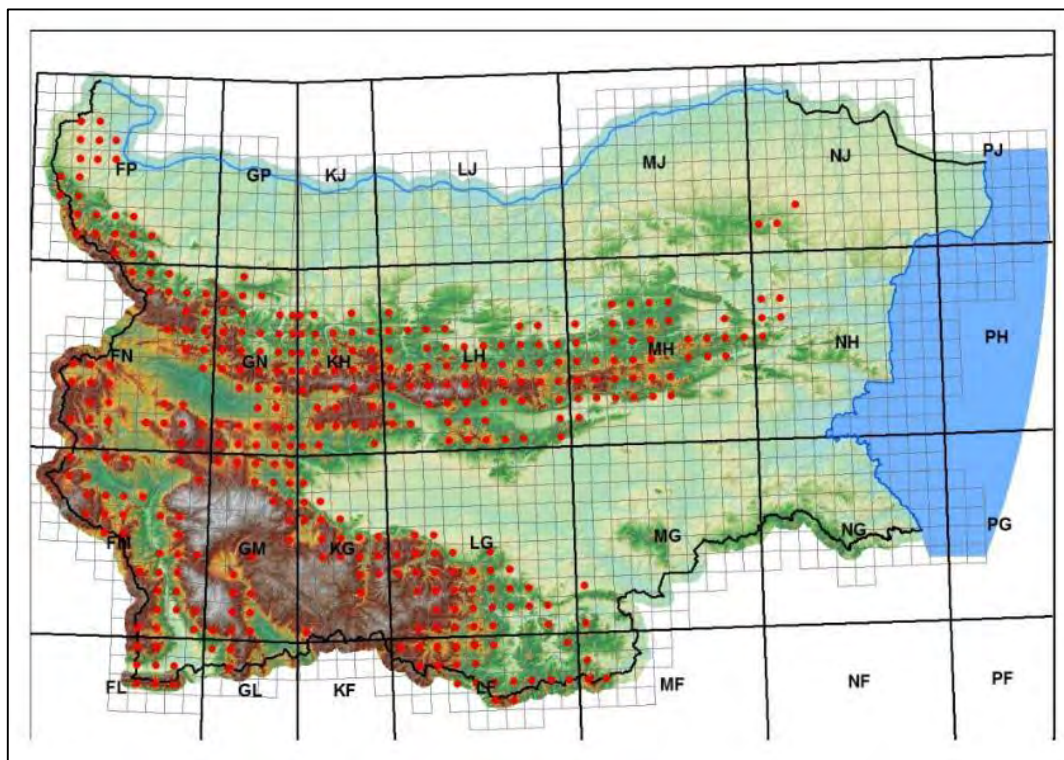 FP GP KJ LJ MJ NJ PJ
FN GN KH LH MH NH PH
FM GM KG LG MG NG PG
FL GL KF LF MF NF PF